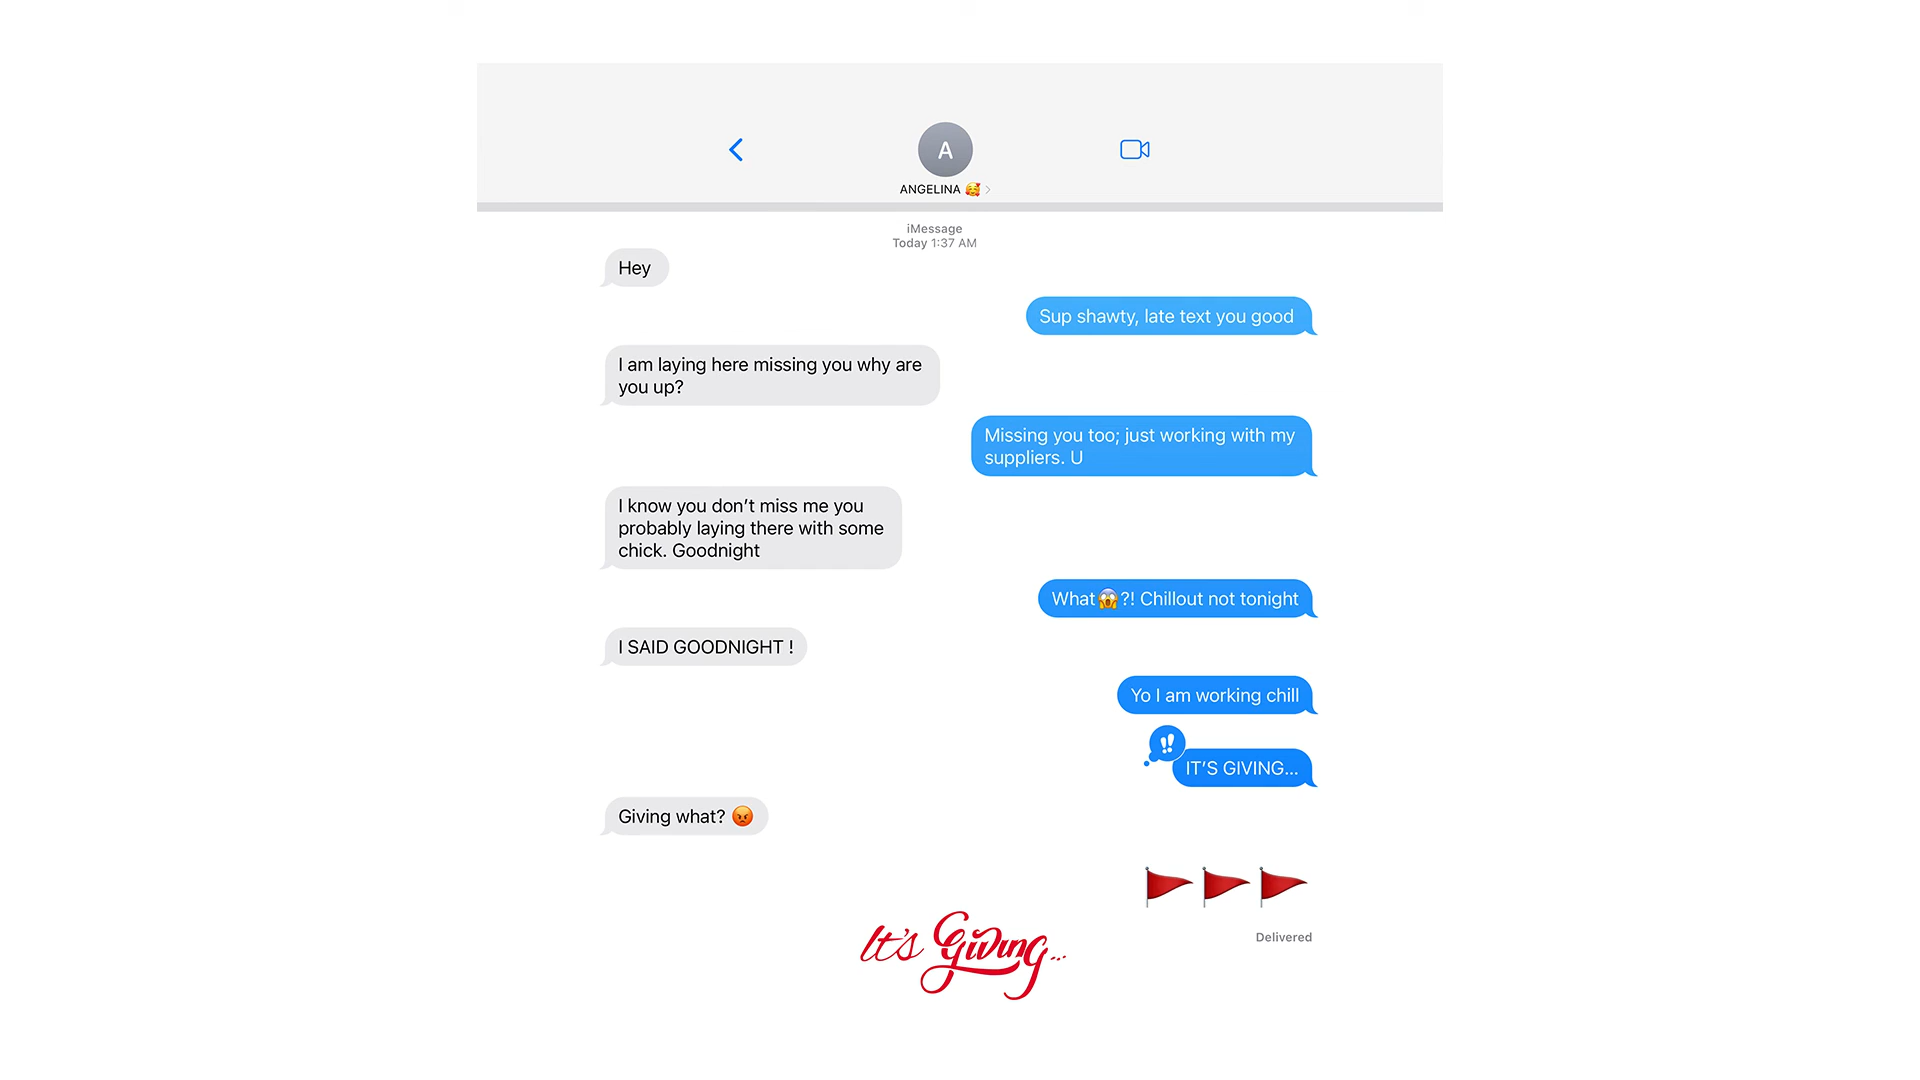 A
ANGELINA 🥰
iMessage
Today 1:37 AM
Hey
Sup shawty, late text you good
I am laying here missing you why are
you up?
Missing you too; just working with my
suppliers. U
I know you don’t miss me you
probably laying there with some
chick. Goodnight
What😱?! Chillout not tonight
I SAID GOODNIGHT !
Yo I am working chill
!!
IT’S GIVING...
Giving what? 😡
🚩🚩🚩
Delivered
It's Giving...